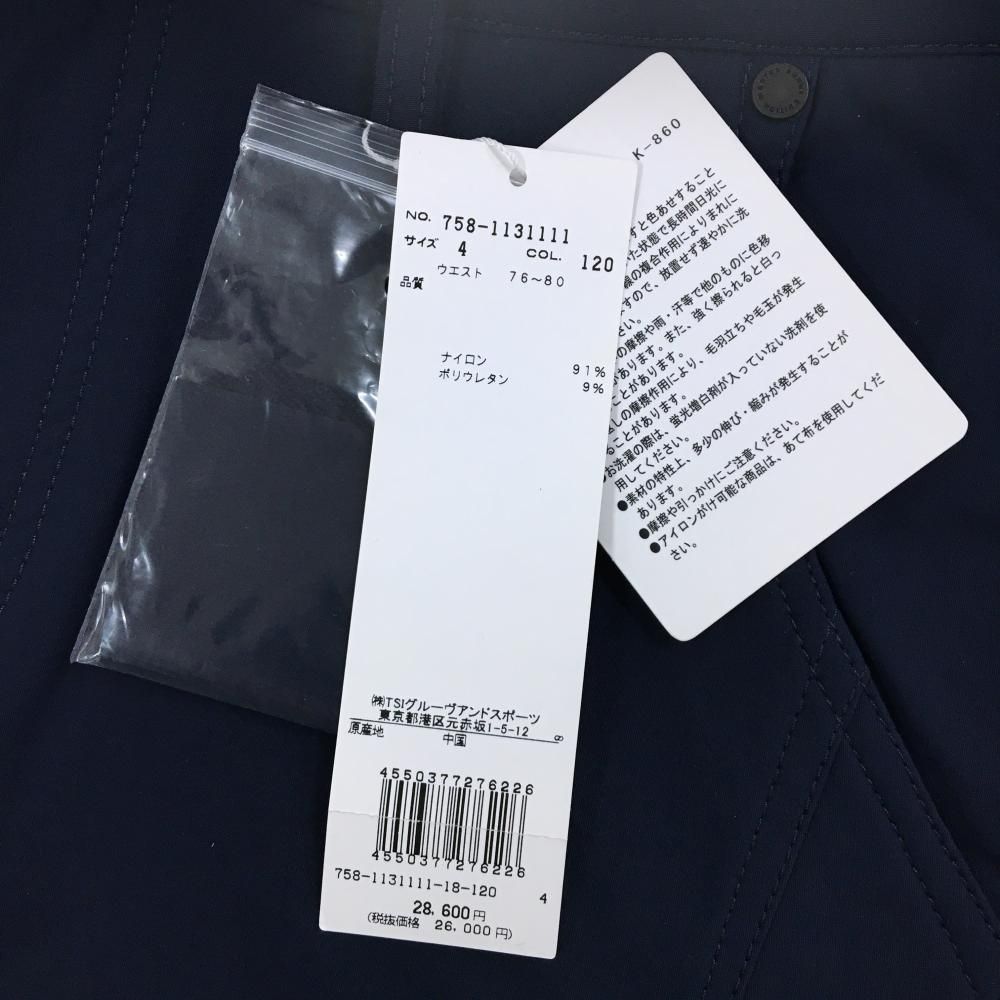 NO. 758-1131111
サイズ 4 COL. 120
ウエスト 76～80
品質
ナイロン 91%
ポリウレタン 9%
㈱TSIグルーヴアンドスポーツ
東京都港区元赤坂1-5-12
原産地 中国
4550377276226
4550377276226
758-1131111-18-120 4
28,600円
(税抜価格 26,000円)
K-860
すと色あせすること
た状態で長時間日光に
の複合作用によりまれに
すので、放置せず速やかに洗
さい。
の摩擦や雨・汗等で他のものに色移
があります。また、強く擦られると白っ
ことがあります。
しの摩擦作用により、毛羽立ちや毛玉が発生
ることがあります。
お洗濯の際は、蛍光増白剤が入っていない洗剤を使
用してください。
●素材の特性上、多少の伸び・縮みが発生することが
あります。
●摩擦や引っかけにご注意ください。
●アイロンがけ可能な商品は、あて布を使用してくだ
さい。
MASTER BUNNY EDITION